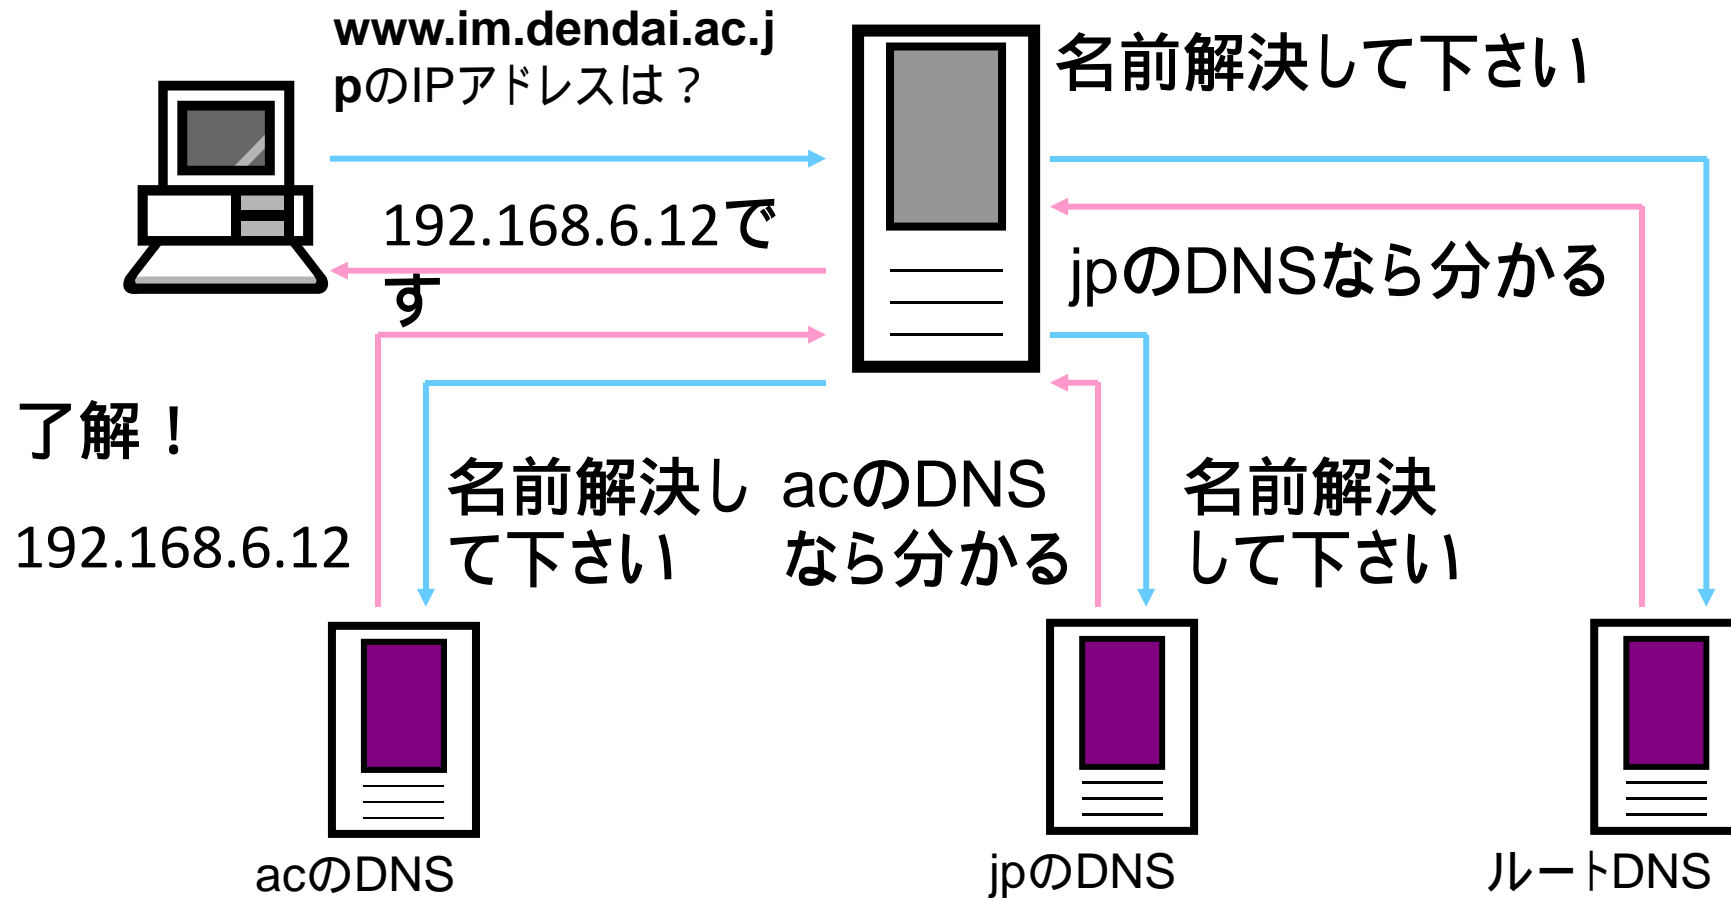 www.im.dendai.ac.j
pのIPアドレスは？
名前解決して下さい
192.168.6.12で
す
jpのDNSなら分かる
了解！
192.168.6.12
名前解決し
て下さい
acのDNS
なら分かる
名前解決
して下さい
acのDNS
jpのDNS
ルートDNS